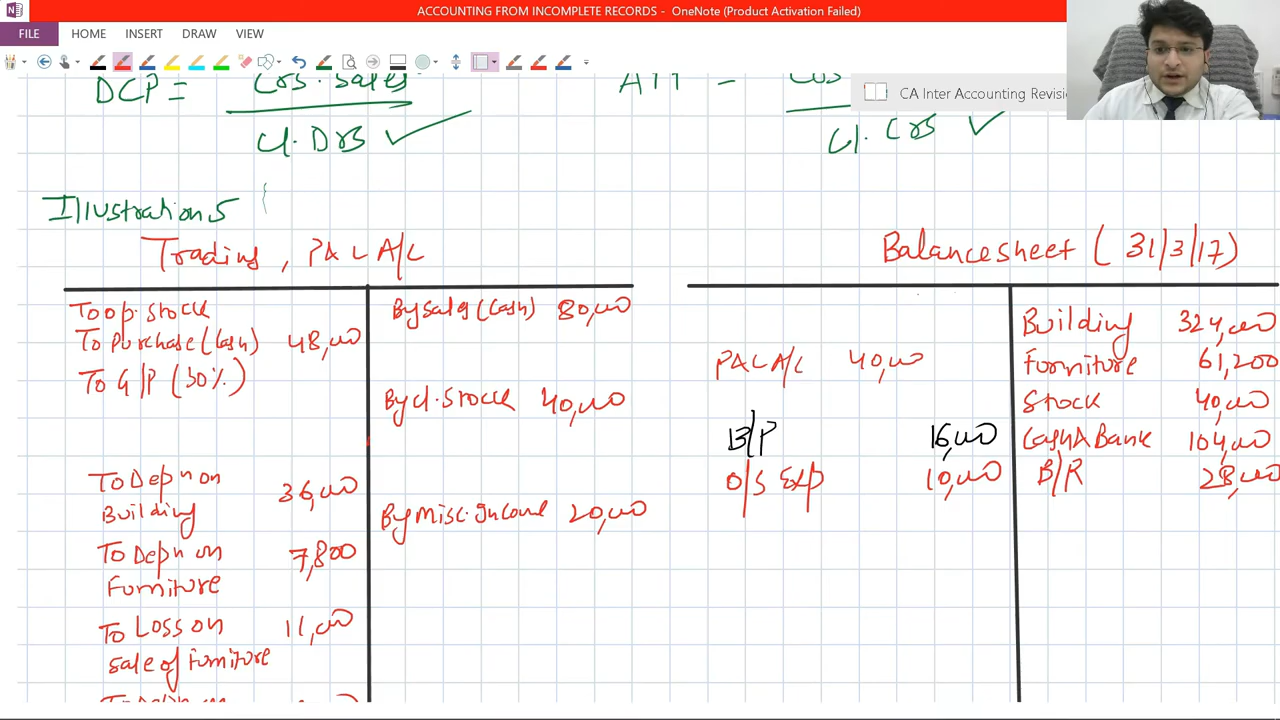 ACCOUNTING FROM INCOMPLETE RECORDS - OneNote (Product Activation Failed)
FILE HOME INSERT DRAW VIEW
CA Inter Accounting Revisi
DCP = Crs. Sales
Cl. Drs ✓
ATT =
Cl. Crs ✓
Illustration 5
Trading, P&L A/C
To op. Stock
To Purchase (Cash) 48,000
To G/P (30%)
To Depn on Building 36,000
To Depn on Furniture 7,800
To Loss on Sale of Furniture 11,000
By Sales (Cash) 80,000
By cl. Stock 40,000
By Misc. Income 20,000
Balance sheet (31/3/17)
P&L A/C 40,000
B/P 16,000
O/S Exp 10,000
Building 324,000
Furniture 61,200
Stock 40,000
Cash & Bank 104,000
B/R 28,000